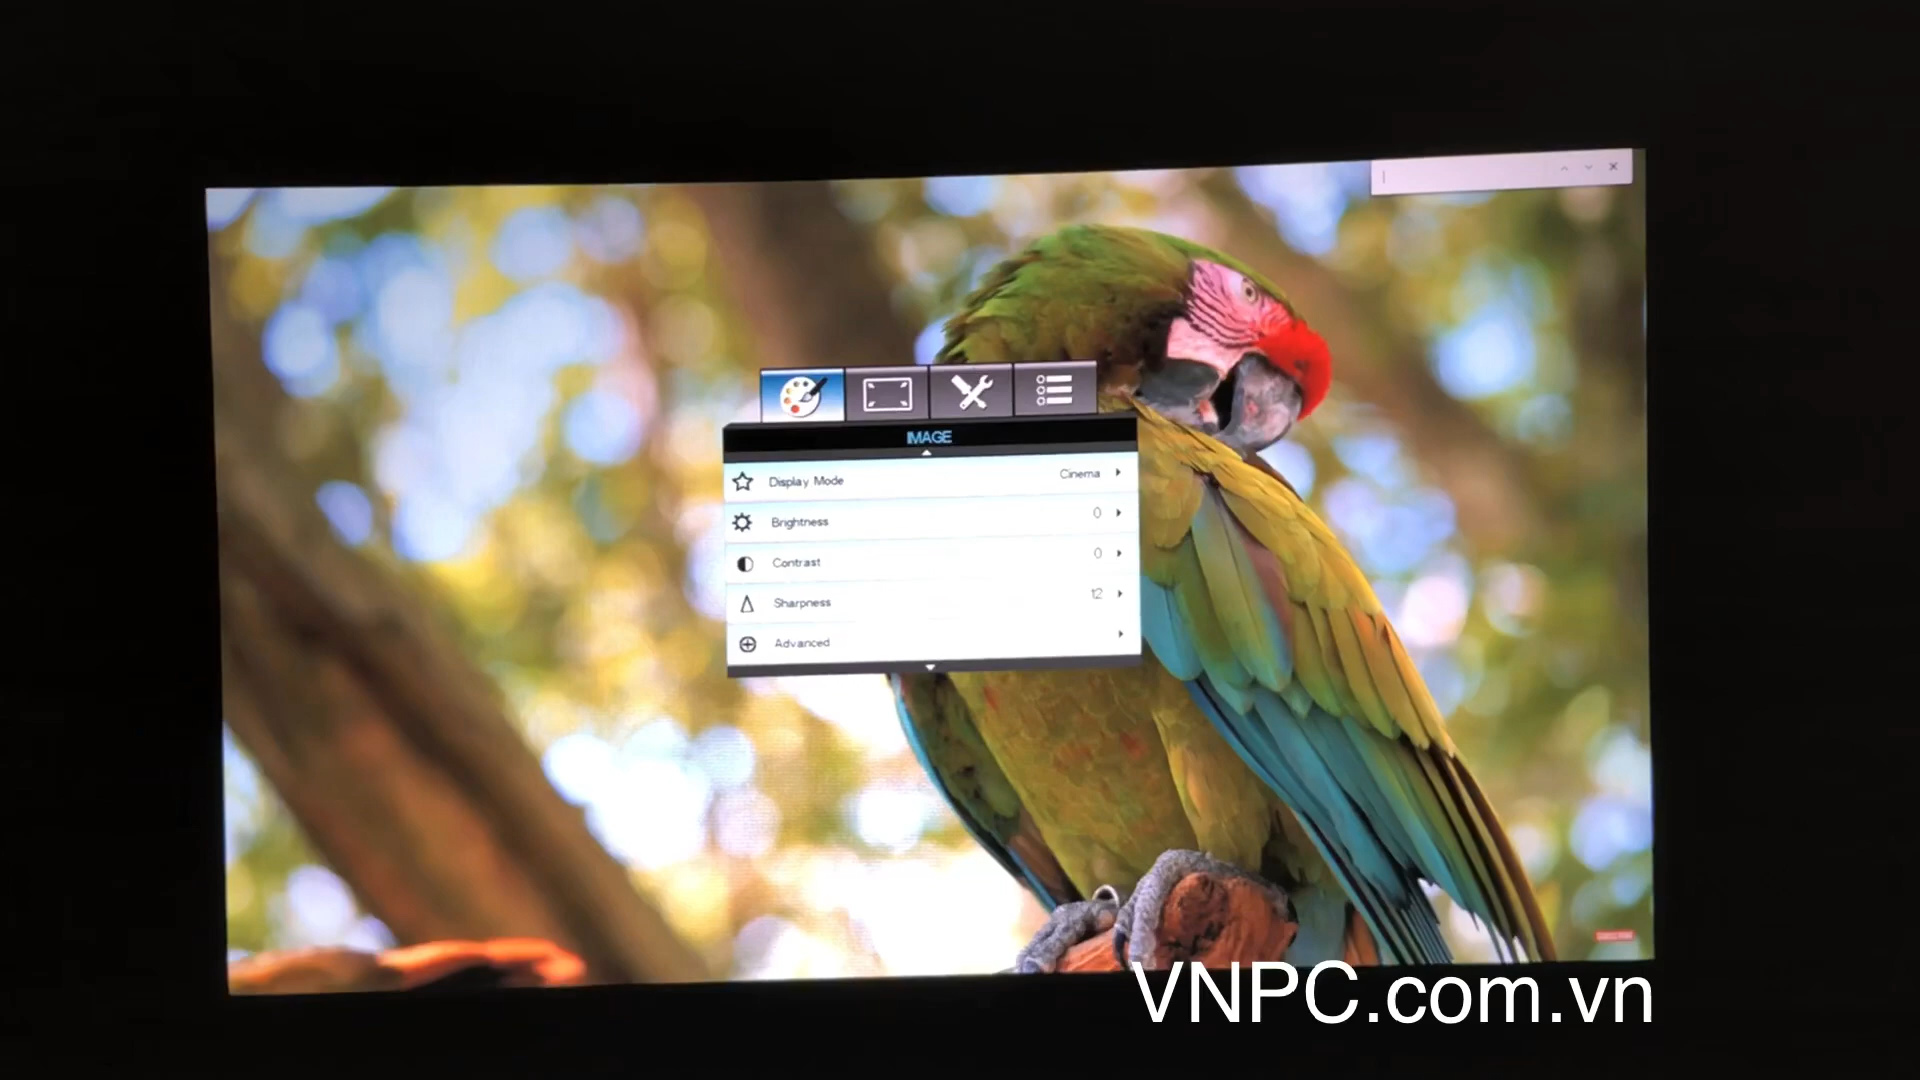 IMAGE
Display Mode Cinema
Brightness 0
Contrast 0
Sharpness 12
Advanced
VNPC.com.vn